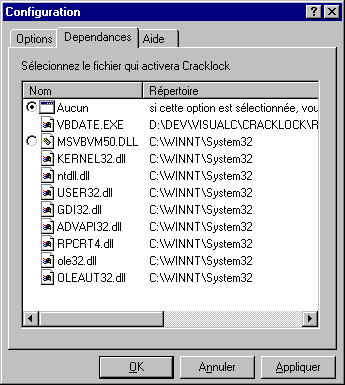 Configuration
Options Dependances Aide
Sélectionnez le fichier qui activera Cracklock
Nom Répertoire
Aucun si cette option est sélectionnée, vou
VBDATE.EXE D:\DEV\VISUALC\CRACKLOCK\R
MSVBVM50.DLL C:\WINNT\System32
KERNEL32.dll C:\WINNT\System32
ntdll.dll C:\WINNT\System32
USER32.dll C:\WINNT\System32
GDI32.dll C:\WINNT\System32
ADVAPI32.dll C:\WINNT\System32
RPCRT4.dll C:\WINNT\System32
ole32.dll C:\WINNT\System32
OLEAUT32.dll C:\WINNT\System32
OK Annuler Appliquer